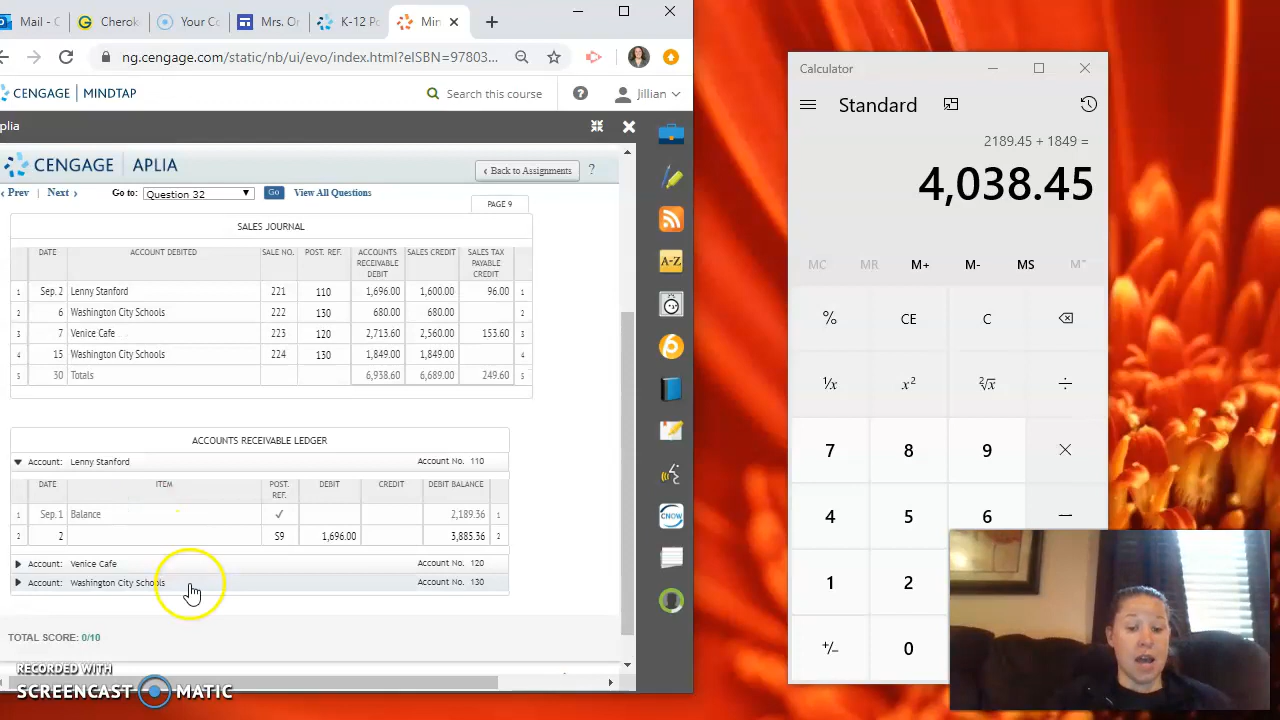 Mail - C
Cherok
Your Co
Mrs. Or
K-12 Po
Min
ng.cengage.com/static/nb/ui/evo/index.html?eISBN=97803...
CENGAGE | MINDTAP
Search this course
Jillian
plia
CENGAGE | APLIA
‹ Back to Assignments
?
‹ Prev | Next ›
Go to: Question 32
Go
View All Questions
PAGE 9
SALES JOURNAL
DATE ACCOUNT DEBITED SALE NO. POST. REF. ACCOUNTS RECEIVABLE DEBIT SALES CREDIT SALES TAX PAYABLE CREDIT
1 Sep. 2 Lenny Stanford 221 110 1,696.00 1,600.00 96.00 1
2 6 Washington City Schools 222 130 680.00 680.00 2
3 7 Venice Cafe 223 120 2,713.60 2,560.00 153.60 3
4 15 Washington City Schools 224 130 1,849.00 1,849.00 4
5 30 Totals 6,938.60 6,689.00 249.60 5
ACCOUNTS RECEIVABLE LEDGER
Account: Lenny Stanford Account No. 110
DATE ITEM POST. REF. DEBIT CREDIT DEBIT BALANCE
1 Sep. 1 Balance ✓ 2,189.36 1
2 2 S9 1,696.00 3,885.36 2
Account: Venice Cafe Account No. 120
Account: Washington City Schools Account No. 130
TOTAL SCORE: 0/10
RECORDED WITH
SCREENCAST MATIC
A-Z
CNOW
Calculator
Standard
2189.45 + 1849 =
4,038.45
MC MR M+ M- MS M˅
% CE C
¹/x x² ²√x ÷
7 8 9 ×
4 5 6 −
1 2
+/− 0